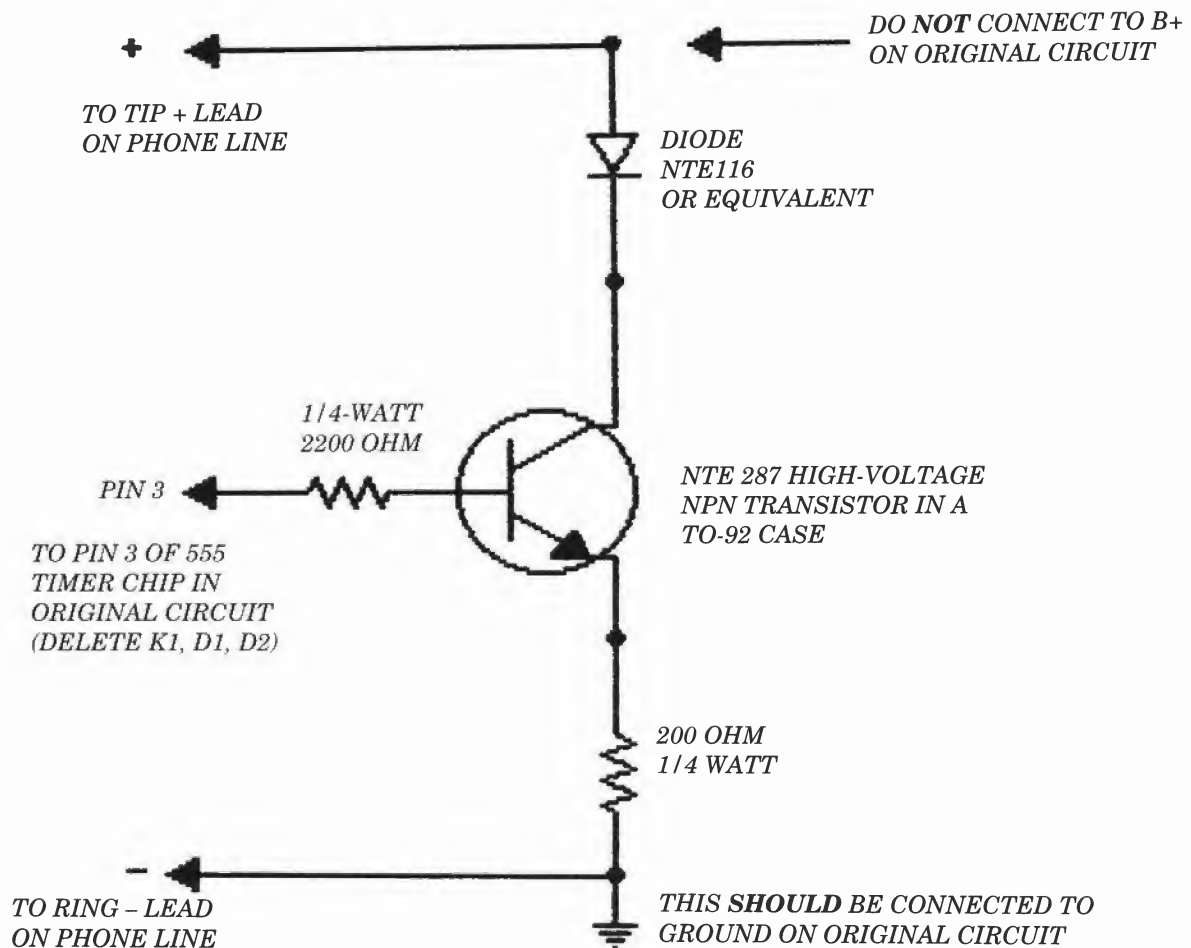 DO NOT CONNECT TO B+
ON ORIGINAL CIRCUIT
+
TO TIP + LEAD
ON PHONE LINE
DIODE
NTE116
OR EQUIVALENT
1/4-WATT
2200 OHM
PIN 3
NTE 287 HIGH-VOLTAGE
NPN TRANSISTOR IN A
TO-92 CASE
TO PIN 3 OF 555
TIMER CHIP IN
ORIGINAL CIRCUIT
(DELETE K1, D1, D2)
200 OHM
1/4 WATT
–
TO RING – LEAD
ON PHONE LINE
THIS SHOULD BE CONNECTED TO
GROUND ON ORIGINAL CIRCUIT